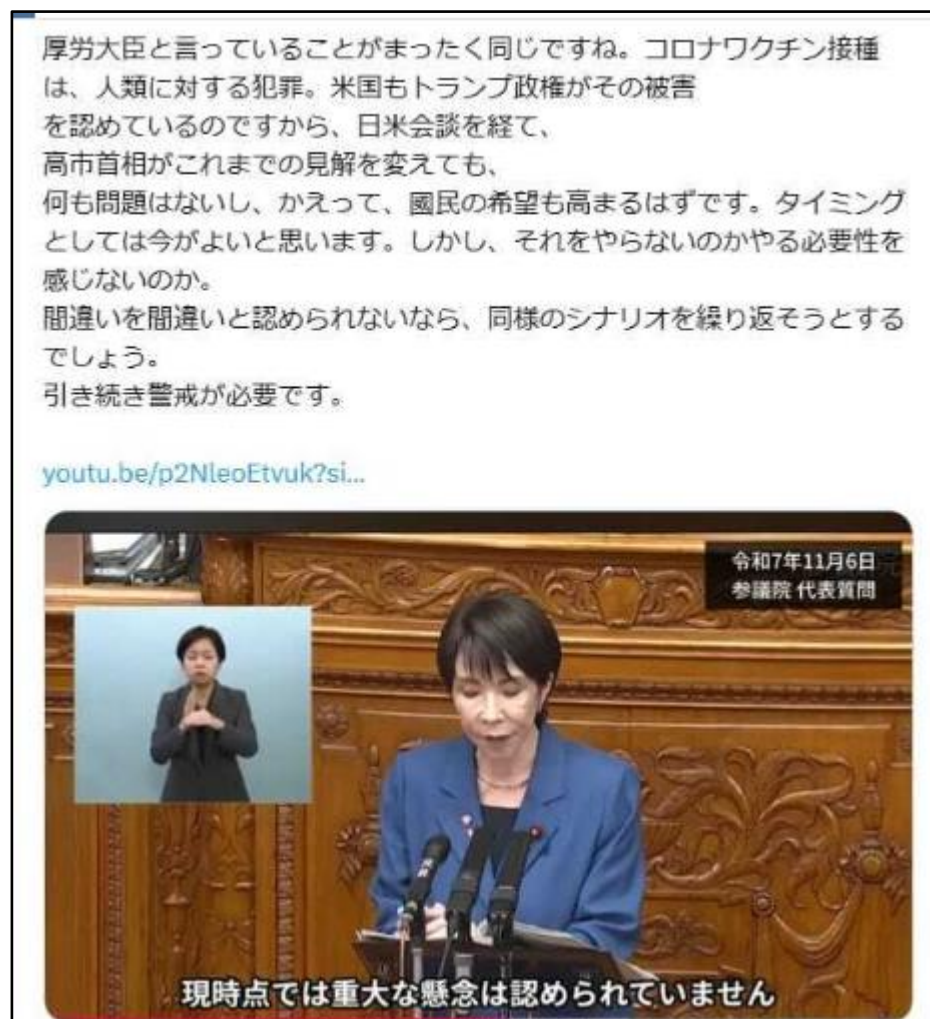 厚労大臣と言っていることがまったく同じですね。コロナワクチン接種
は、人類に対する犯罪。米国もトランプ政権がその被害
を認めているのですから、日米会談を経て、
高市首相がこれまでの見解を変えても、
何も問題はないし、かえって、國民の希望も高まるはずです。タイミング
としては今がよいと思います。しかし、それをやらないのかやる必要性を
感じないのか。
間違いを間違いと認められないなら、同様のシナリオを繰り返そうとする
でしょう。
引き続き警戒が必要です。
youtu.be/p2NleoEtvuk?si...
令和7年11月6日
参議院 代表質問
現時点では重大な懸念は認められていません